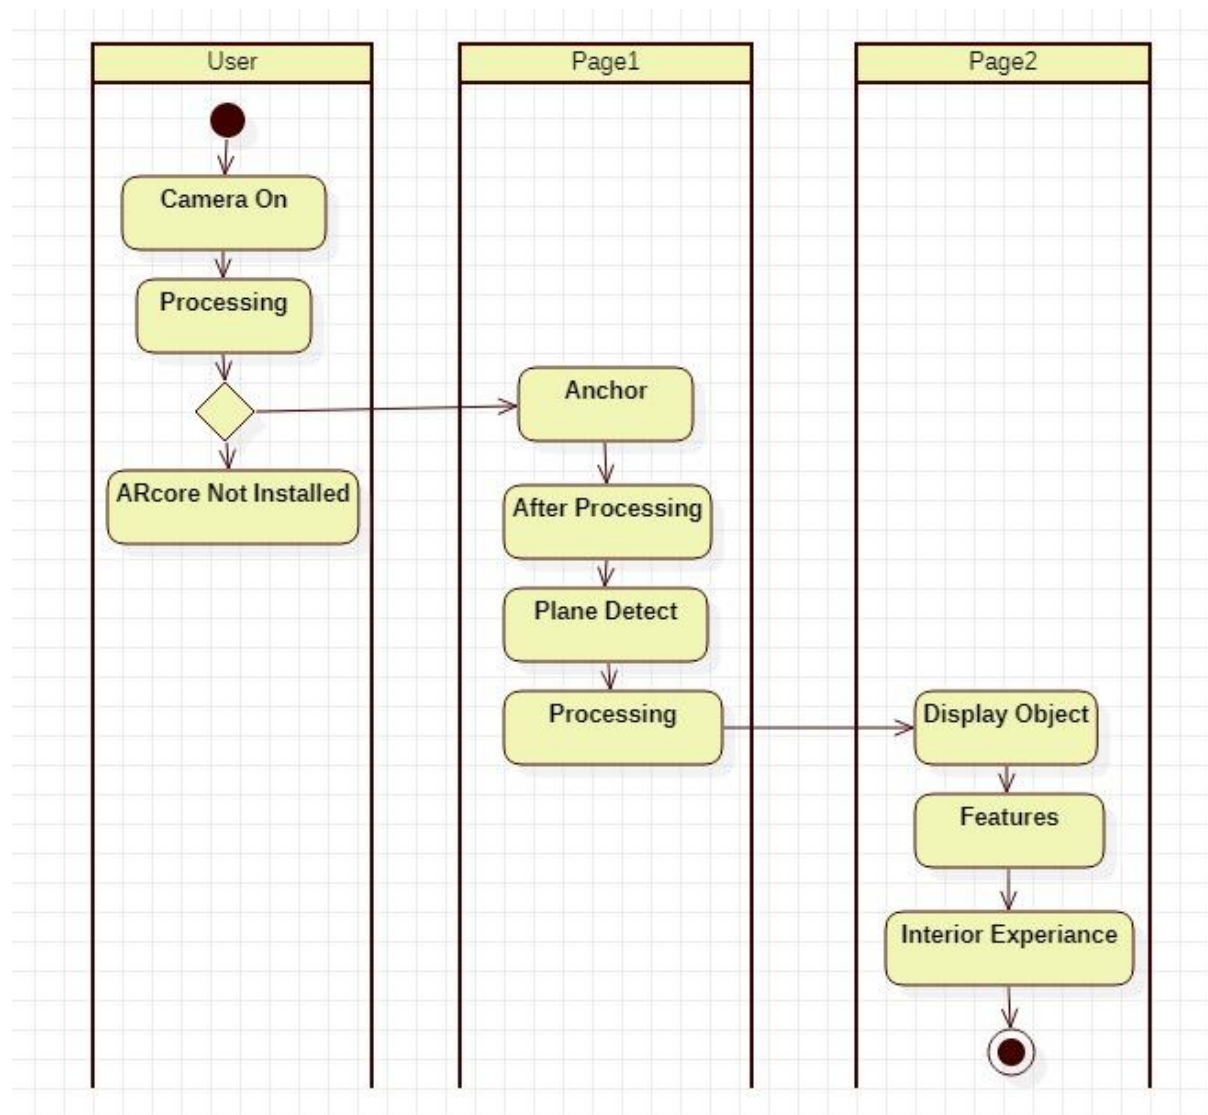 User
Page1
Page2
Camera On
Processing
ARcore Not Installed
Anchor
After Processing
Plane Detect
Processing
Display Object
Features
Interior Experiance